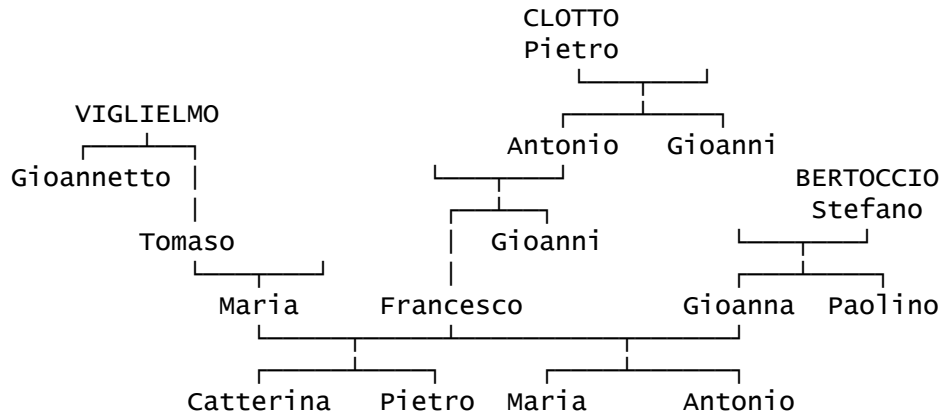 CLOTTO
Pietro
VIGLIELMO
Antonio Gioanni
Gioannetto BERTOCCIO
Stefano
Tomaso Gioanni
Maria Francesco Gioanna Paolino
Catterina Pietro Maria Antonio